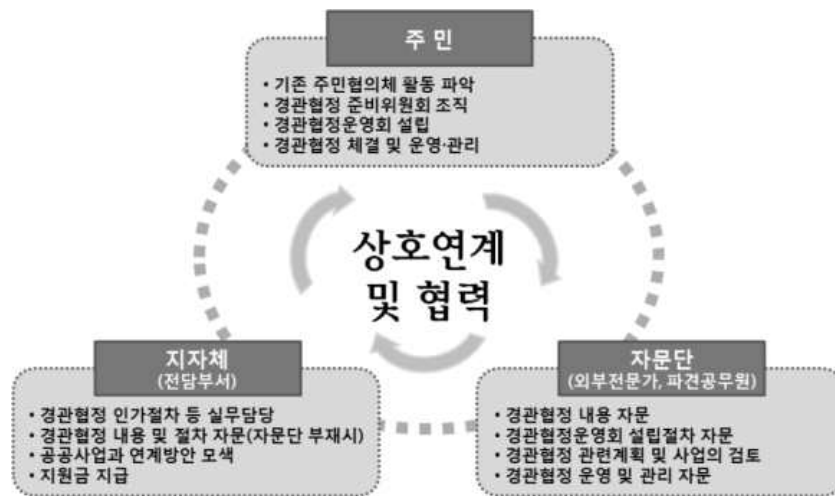 주 민
• 기존 주민협의체 활동 파악
• 경관협정 준비위원회 조직
• 경관협정운영회 설립
• 경관협정 체결 및 운영·관리
상호연계
및 협력
지자체
(전담부서)
• 경관협정 인가절차 등 실무담당
• 경관협정 내용 및 절차 자문(자문단 부재시)
• 공공사업과 연계방안 모색
• 지원금 지급
자문단
(외부전문가, 파견공무원)
• 경관협정 내용 자문
• 경관협정운영회 설립절차 자문
• 경관협정 관련계획 및 사업의 검토
• 경관협정 운영 및 관리 자문